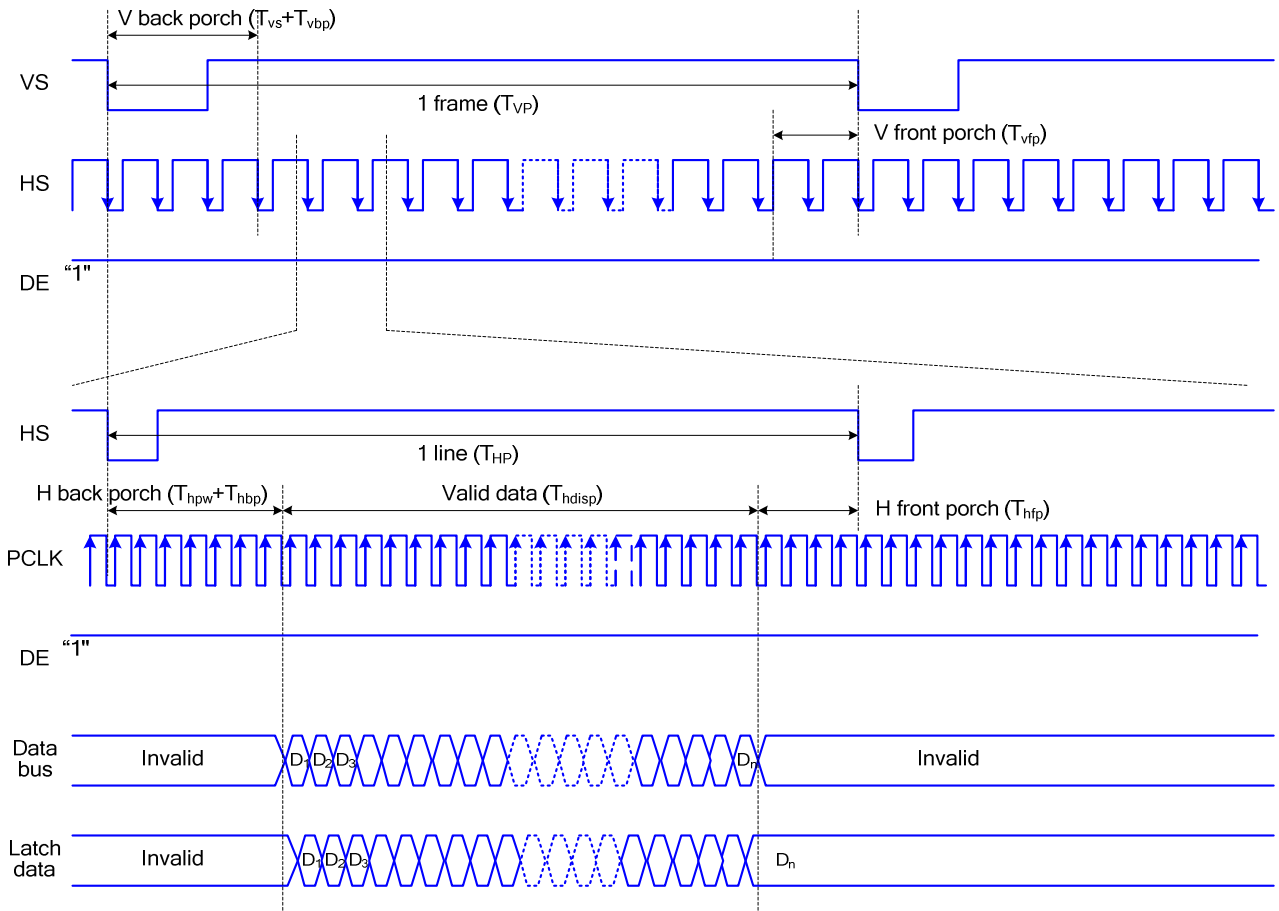 V back porch (Tvs+Tvbp)
VS
1 frame (TVP)
V front porch (Tvfp)
HS
DE "1"
HS
1 line (THP)
H back porch (Thpw+Thbp)
Valid data (Thdisp)
H front porch (Thfp)
PCLK
DE "1"
Data
bus
Invalid
D1 D2 D3
Dn
Invalid
Latch
data
Invalid
D1 D2 D3
Dn